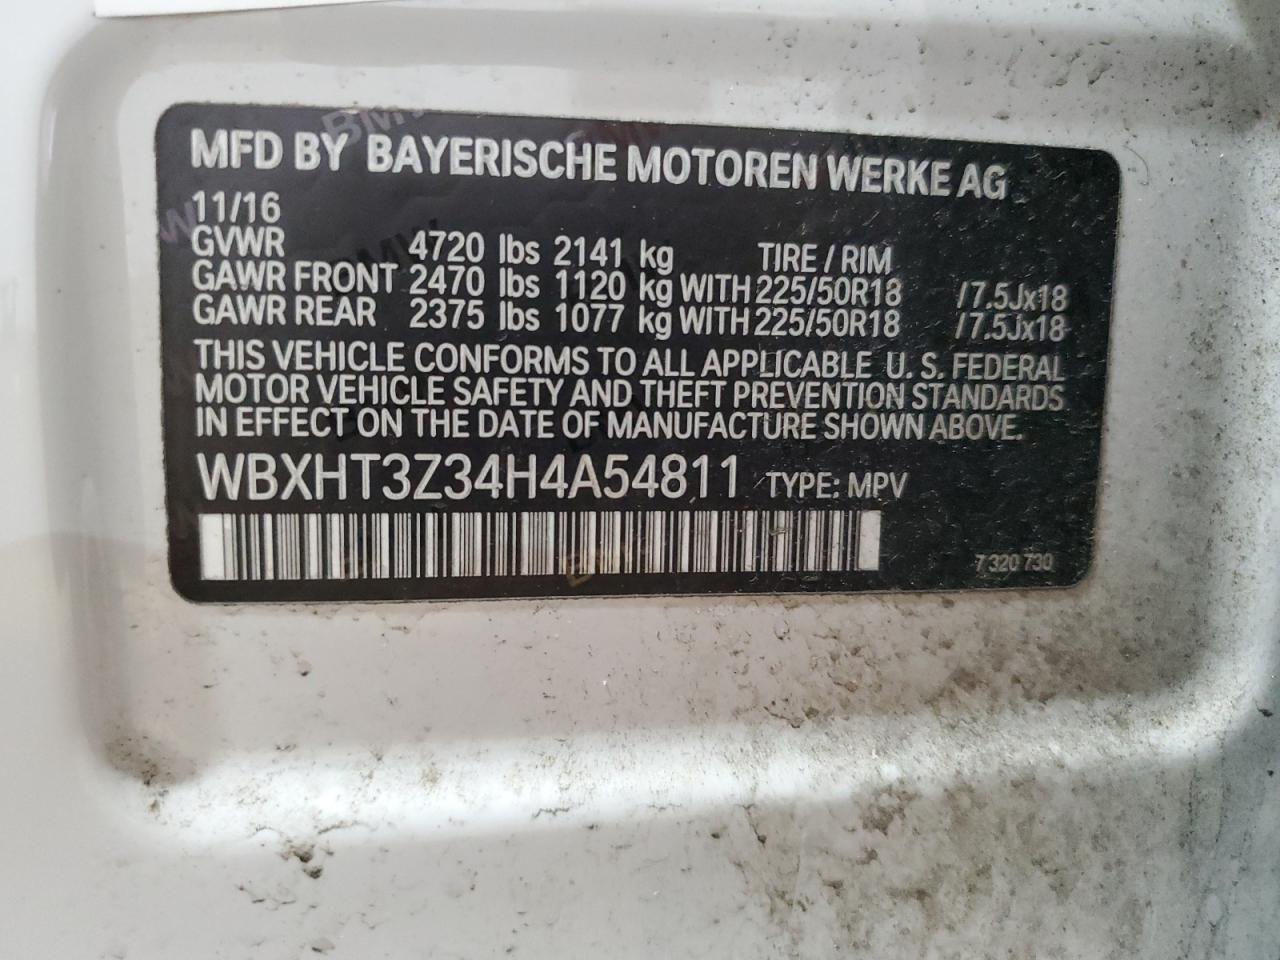 MFD BY BAYERISCHE MOTOREN WERKE AG
11/16
GVWR 4720 lbs 2141 kg TIRE / RIM
GAWR FRONT 2470 lbs 1120 kg WITH 225/50R18 /7.5Jx18
GAWR REAR 2375 lbs 1077 kg WITH 225/50R18 /7.5Jx18
THIS VEHICLE CONFORMS TO ALL APPLICABLE U. S. FEDERAL
MOTOR VEHICLE SAFETY AND THEFT PREVENTION STANDARDS
IN EFFECT ON THE DATE OF MANUFACTURE SHOWN ABOVE.
WBXHT3Z34H4A54811 TYPE: MPV
7 320 730